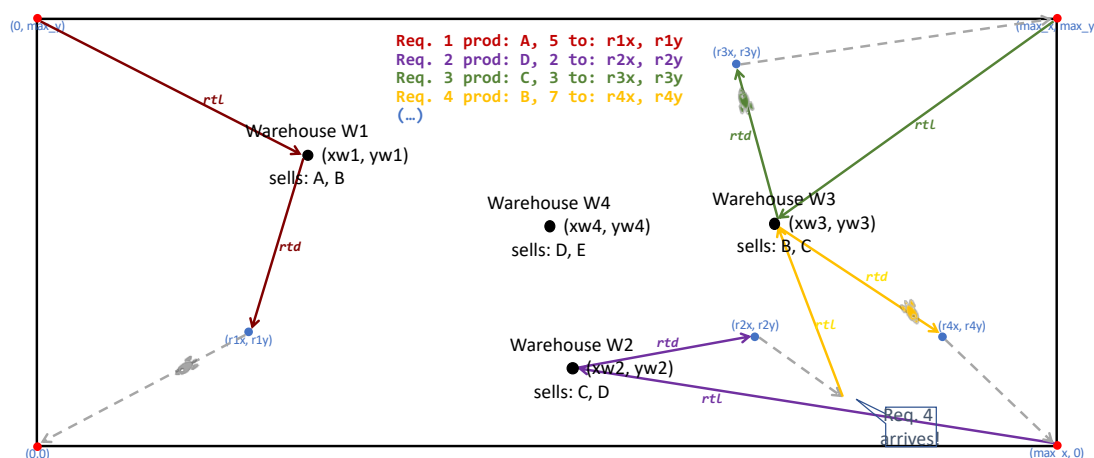 (0, max_y)
(max_x, max_y)
Req. 1 prod: A, 5 to: r1x, r1y
Req. 2 prod: D, 2 to: r2x, r2y
Req. 3 prod: C, 3 to: r3x, r3y
Req. 4 prod: B, 7 to: r4x, r4y
(…)
(r3x, r3y)
rtl
rtd
rtl
Warehouse W1
(xw1, yw1)
sells: A, B
Warehouse W4
(xw4, yw4)
sells: D, E
Warehouse W3
(xw3, yw3)
sells: B, C
rtd
rtd
rtl
(r1x, r1y)
(r2x, r2y)
(r4x, r4y)
Warehouse W2
rtd
(xw2, yw2)
sells: C, D
rtl
Req. 4
arrives!
(0,0)
(max_x, 0)